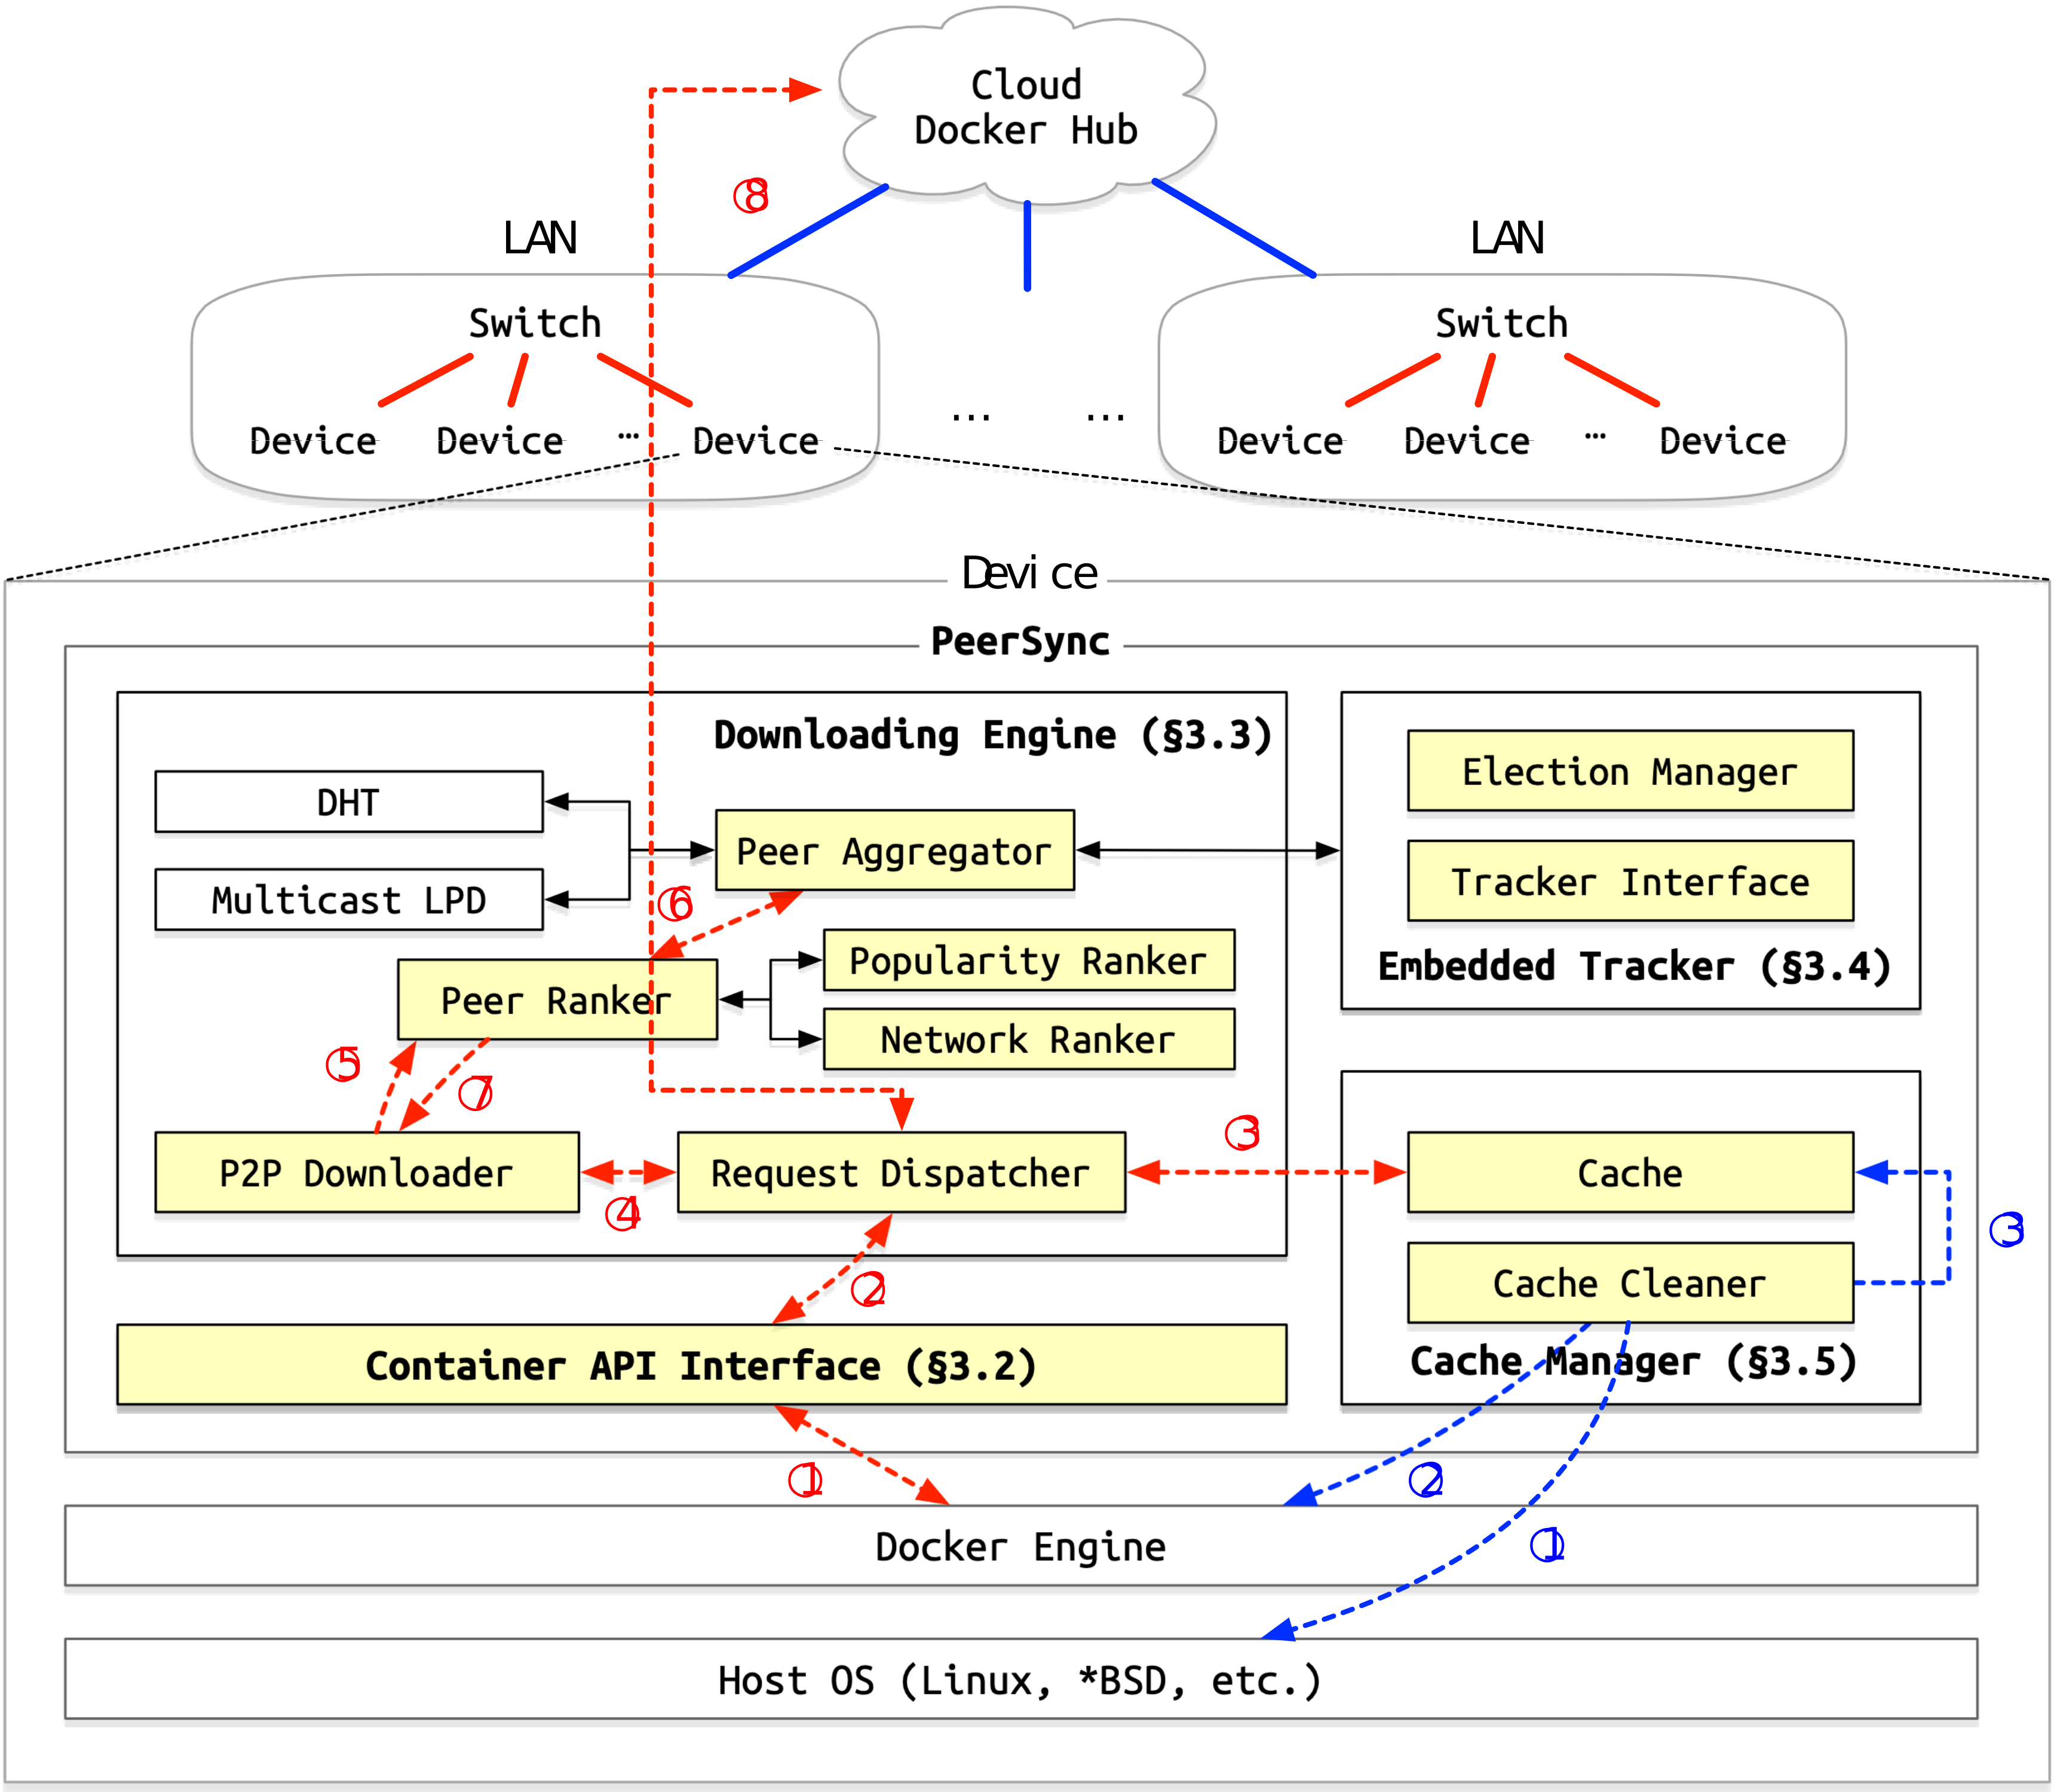 Cloud
Docker Hub
⑧
LAN
LAN
Switch
Switch
Device Device ... Device
... ...
Device Device ... Device
Device
PeerSync
Downloading Engine (§3.3)
DHT
Multicast LPD
Peer Aggregator
⑥
Peer Ranker
Popularity Ranker
Network Ranker
⑤
⑦
P2P Downloader
④
Request Dispatcher
③
②
Election Manager
Tracker Interface
Embedded Tracker (§3.4)
Cache
③
Cache Cleaner
Cache Manager (§3.5)
Container API Interface (§3.2)
①
②
①
Docker Engine
Host OS (Linux, *BSD, etc.)